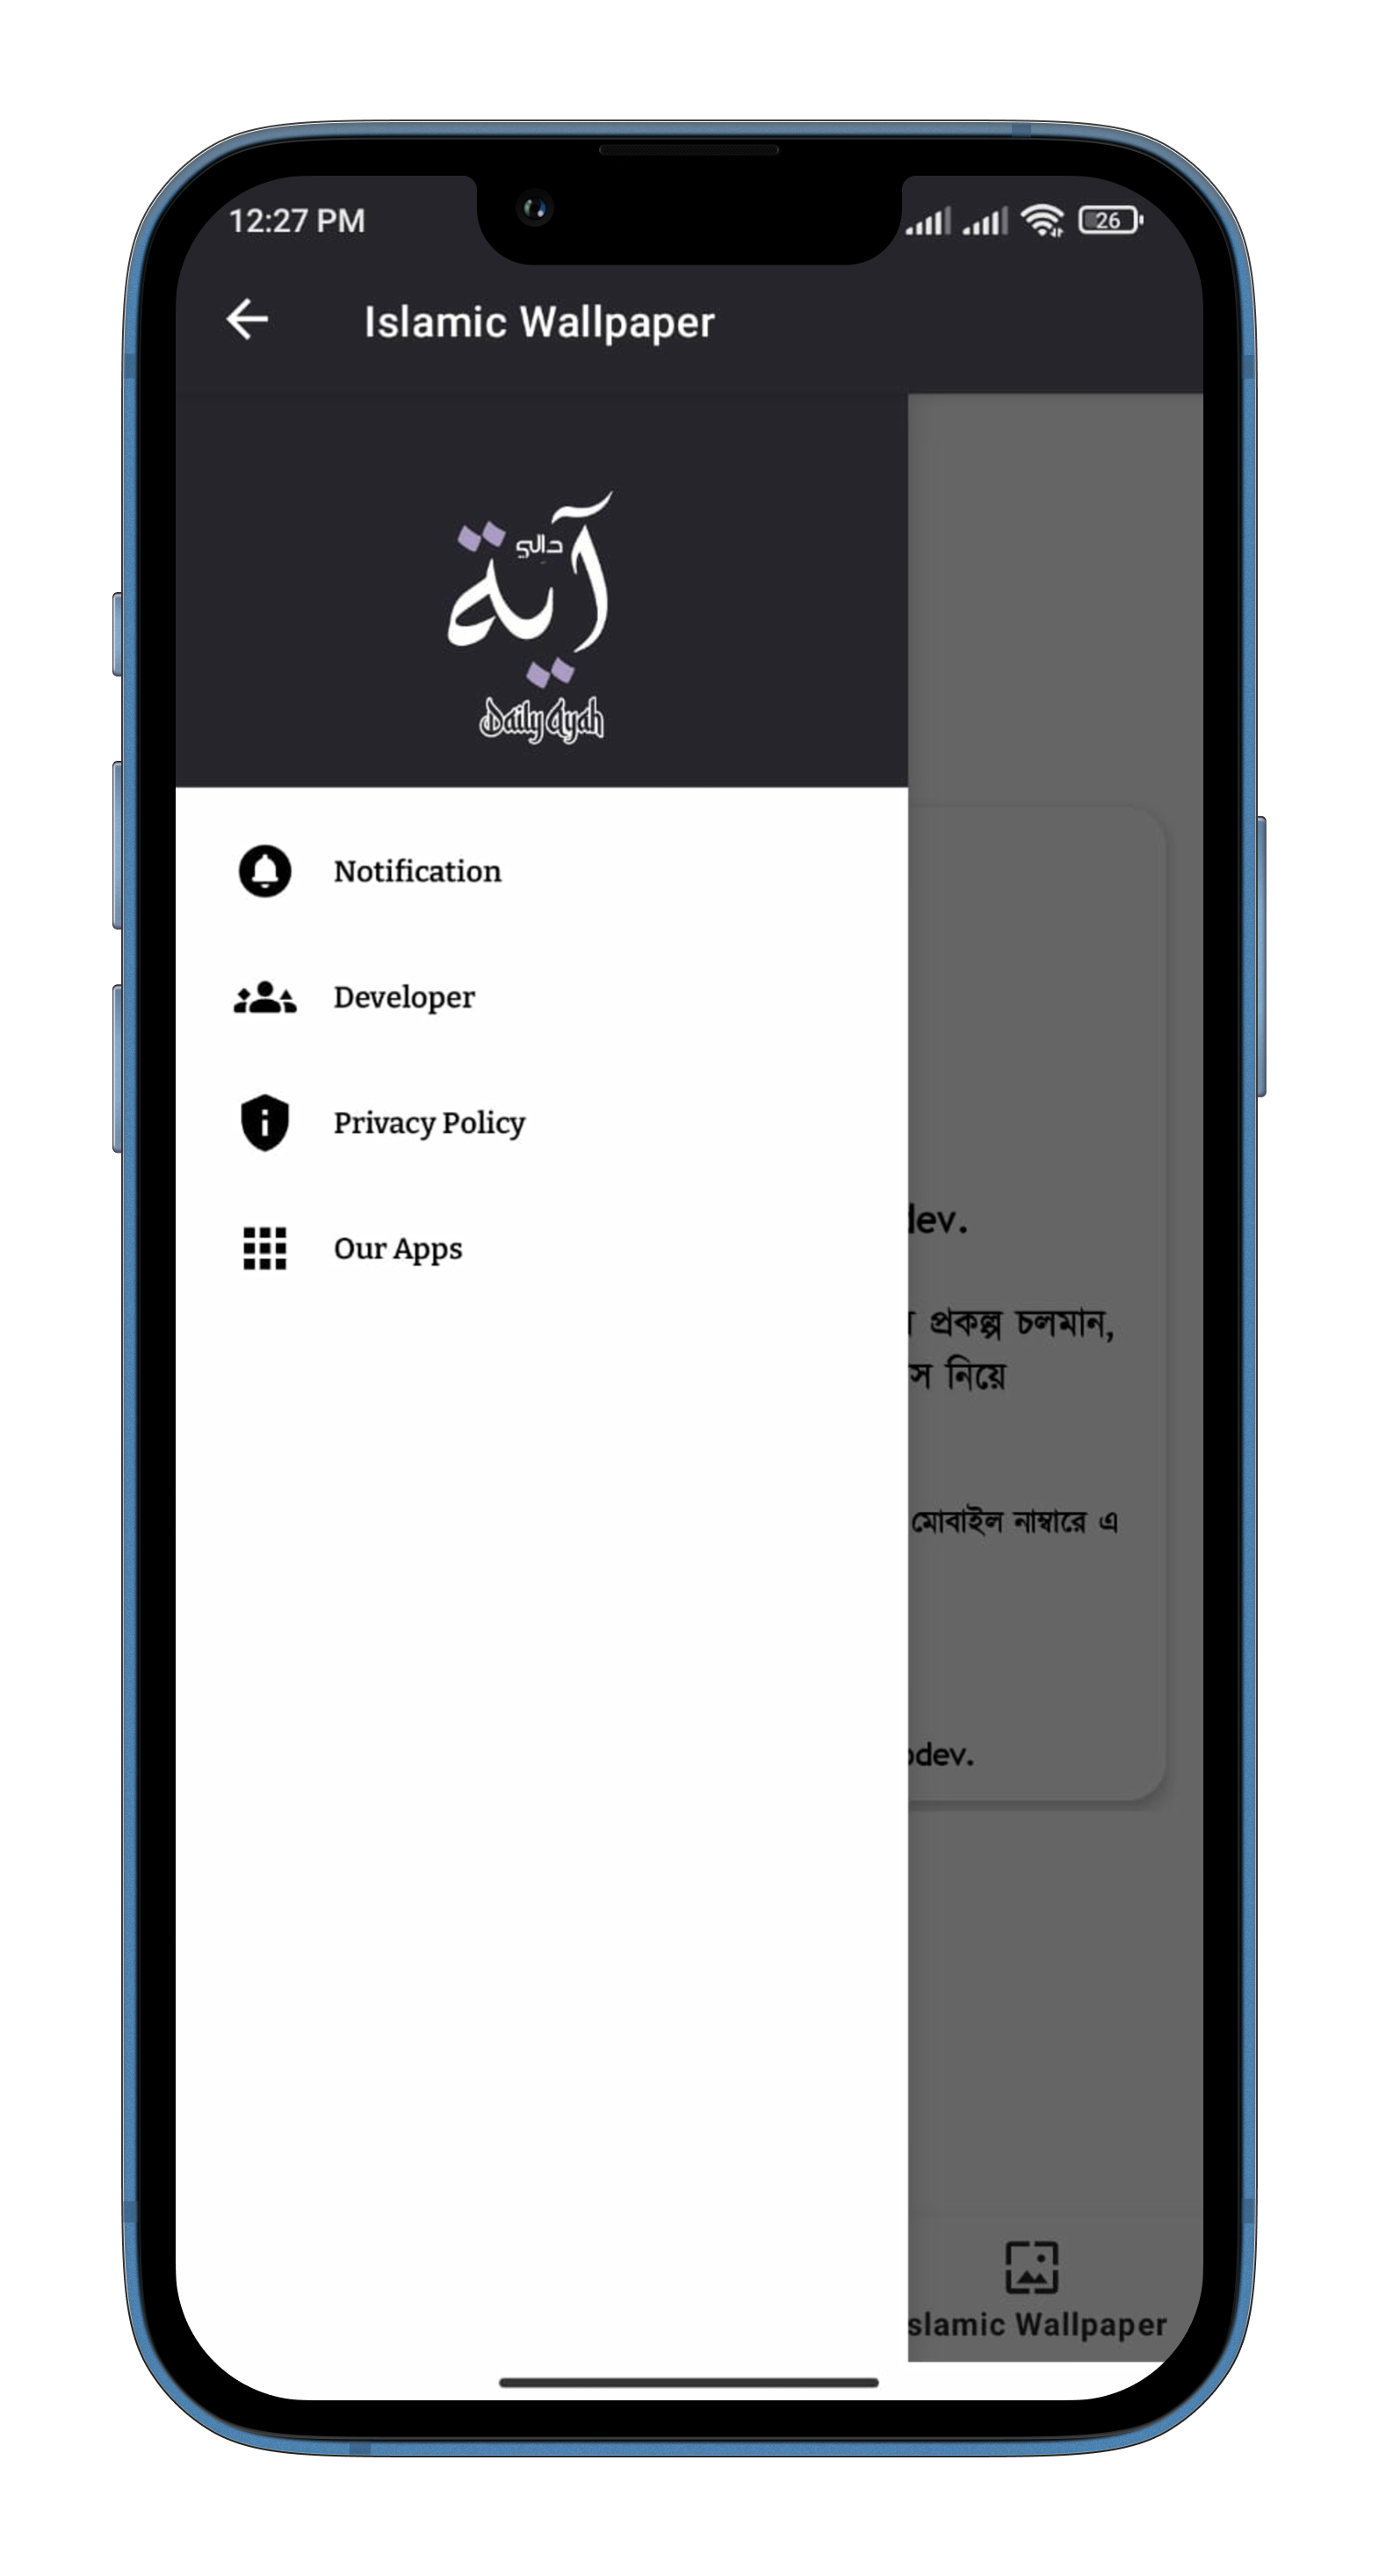 12:27 PM
26
Islamic Wallpaper
آية
دالي
Daily Ayah
Notification
Developer
Privacy Policy
Our Apps
dev.
প্রকল্প চলমান,
স নিয়ে
মোবাইল নাম্বারে এ
dev.
slamic Wallpaper